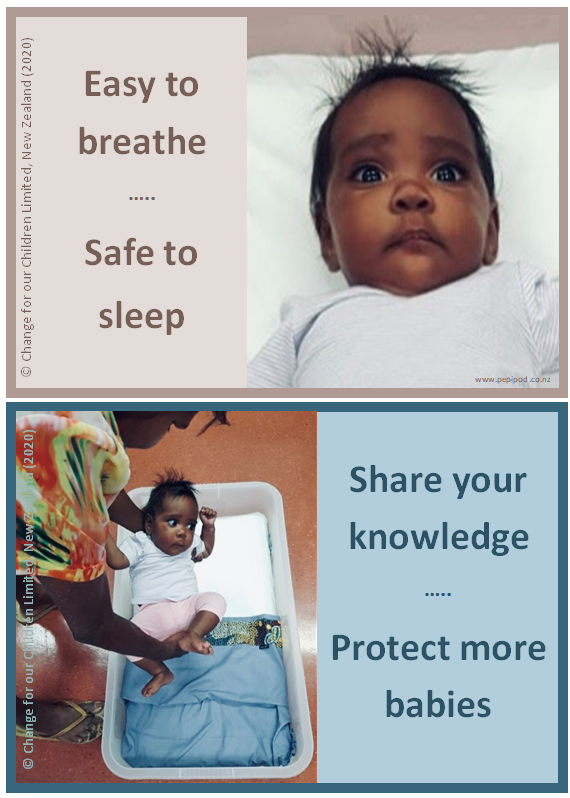 © Change for our Children Limited, New Zealand (2020)
Easy to
breathe
.....
Safe to
sleep
www.pepipod.co.nz
© Change for our Children Limited, New Zealand (2020)
Share your
knowledge
.....
Protect more
babies